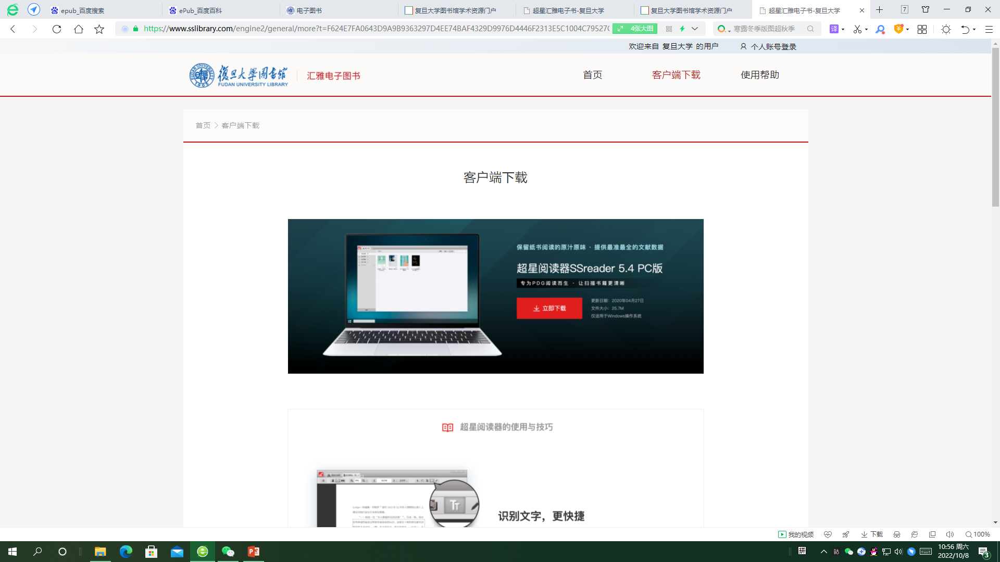 epub_百度搜索
ePub_百度百科
电子图书
复旦大学图书馆学术资源门户
超星汇雅电子书-复旦大学
复旦大学图书馆学术资源门户
超星汇雅电子书-复旦大学
7
https://www.sslibrary.com/engine2/general/more?t=F624E7FA0643D9A9B9363297D4EE74BAF4329D9976D4446F2313E5C1004C79527
4张大图
寒露冬季版图超秋季
译
欢迎来自 复旦大学 的用户
个人账号登录
復旦大学图书馆
FUDAN UNIVERSITY LIBRARY
汇雅电子图书
首页
客户端下载
使用帮助
首页 > 客户端下载
客户端下载
保留纸书阅读的原汁原味 · 提供最准最全的文献数据
超星阅读器SSreader 5.4 PC版
专为PDG阅读而生 · 让扫描书籍更清晰
立即下载
更新日期：2020年04月27日
文件大小：25.7M
仅适用于Windows操作系统
超星阅读器的使用与技巧
识别文字，更快捷
我的视频
下载
100%
拼
10:56 周六
2022/10/8
3